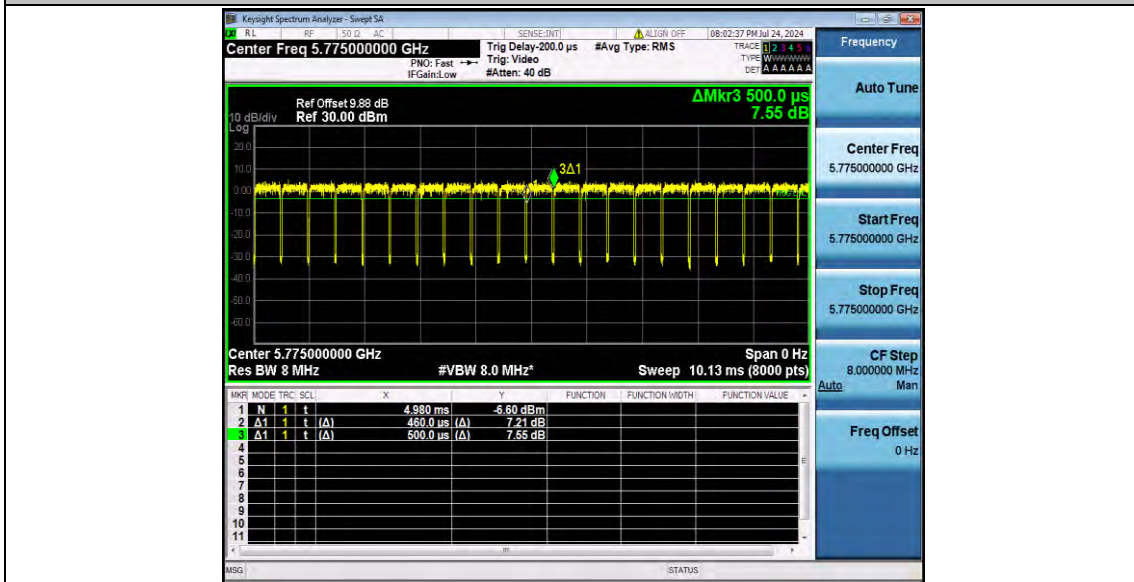 Keysight Spectrum Analyzer - Swept SA
RL RF 50 Ω AC SENSE:INT ALIGN OFF 08:02:37 PM Jul 24, 2024
Center Freq 5.775000000 GHz
PNO: Fast
IFGain:Low
Trig Delay-200.0 µs
Trig: Video
#Atten: 40 dB
#Avg Type: RMS
TRACE 1 2 3 4 5 6
TYPE W
DET A A A A A A
Frequency
Auto Tune
Center Freq
5.775000000 GHz
Start Freq
5.775000000 GHz
Stop Freq
5.775000000 GHz
CF Step
8.000000 MHz
Auto Man
Freq Offset
0 Hz
ΔMkr3 500.0 µs
7.55 dB
Ref Offset 9.88 dB
10 dB/div Ref 30.00 dBm
Log
20.0
10.0
0.00
-10.0
-20.0
-30.0
-40.0
-50.0
-60.0
3Δ1
Center 5.775000000 GHz Span 0 Hz
Res BW 8 MHz #VBW 8.0 MHz* Sweep 10.13 ms (8000 pts)
MKR MODE TRC SCL X Y FUNCTION FUNCTION WIDTH FUNCTION VALUE
1 N 1 t 4.980 ms -6.60 dBm
2 Δ1 1 t (Δ) 460.0 µs (Δ) 7.21 dB
3 Δ1 1 t (Δ) 500.0 µs (Δ) 7.55 dB
4
5
6
7
8
9
10
11
MSG STATUS